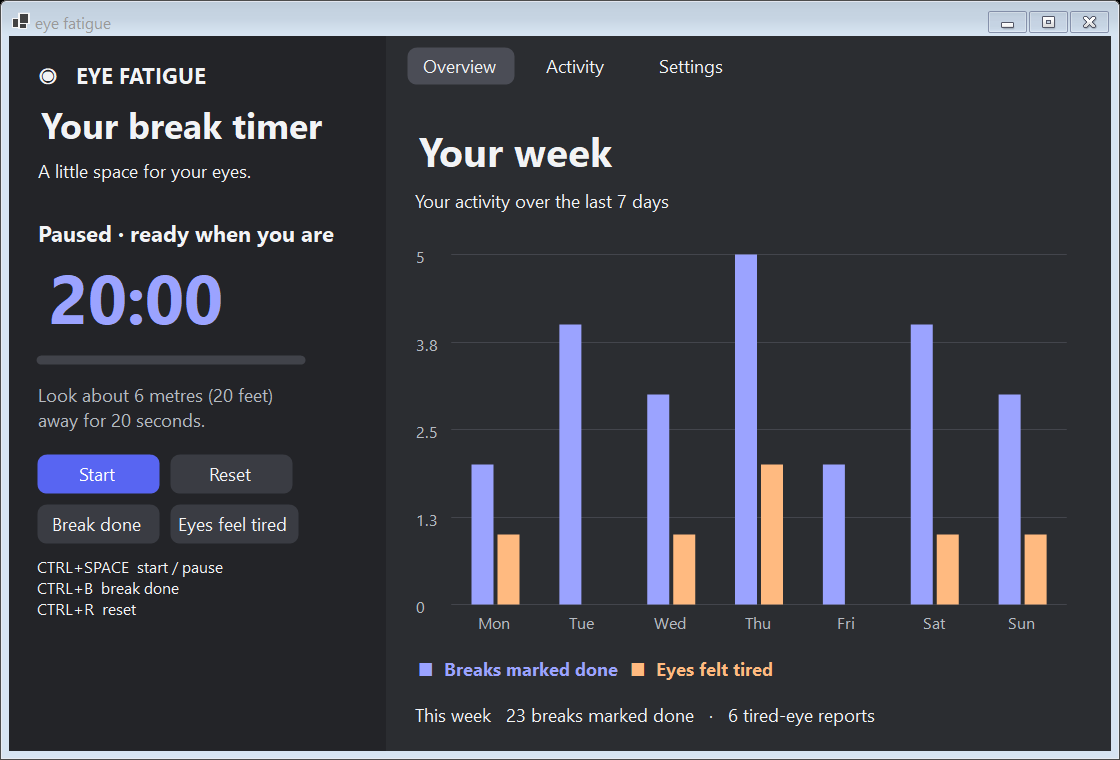 eye fatigue
◉ EYE FATIGUE
Your break timer
A little space for your eyes.
Paused · ready when you are
20:00
Look about 6 metres (20 feet)
away for 20 seconds.
Start Reset
Break done Eyes feel tired
CTRL+SPACE start / pause
CTRL+B break done
CTRL+R reset
Overview Activity Settings
Your week
Your activity over the last 7 days
5
3.8
2.5
1.3
0
Mon Tue Wed Thu Fri Sat Sun
Breaks marked done Eyes felt tired
This week 23 breaks marked done · 6 tired-eye reports